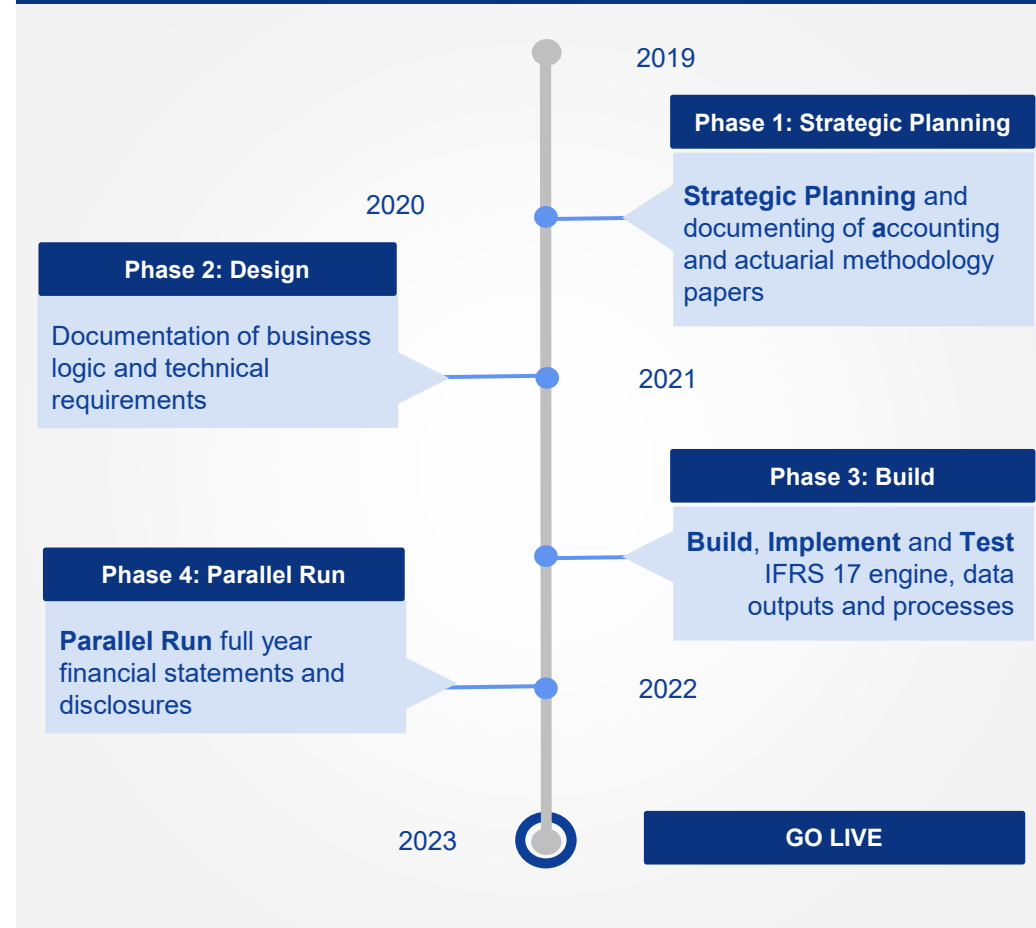 2019
Phase 1: Strategic Planning
Strategic Planning and
documenting of accounting
and actuarial methodology
papers
2020
Phase 2: Design
Documentation of business
logic and technical
requirements
2021
Phase 3: Build
Build, Implement and Test
IFRS 17 engine, data
outputs and processes
Phase 4: Parallel Run
Parallel Run full year
financial statements and
disclosures
2022
2023
GO LIVE